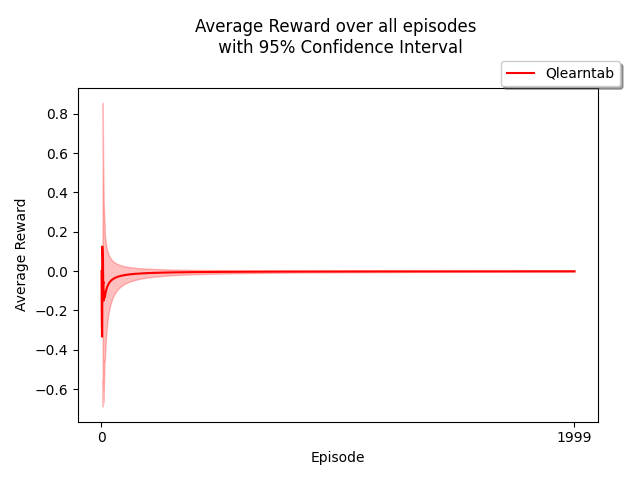 Average Reward over all episodes
with 95% Confidence Interval
Qlearntab
0.8
0.6
0.4
0.2
0.0
−0.2
−0.4
−0.6
Average Reward
0
1999
Episode